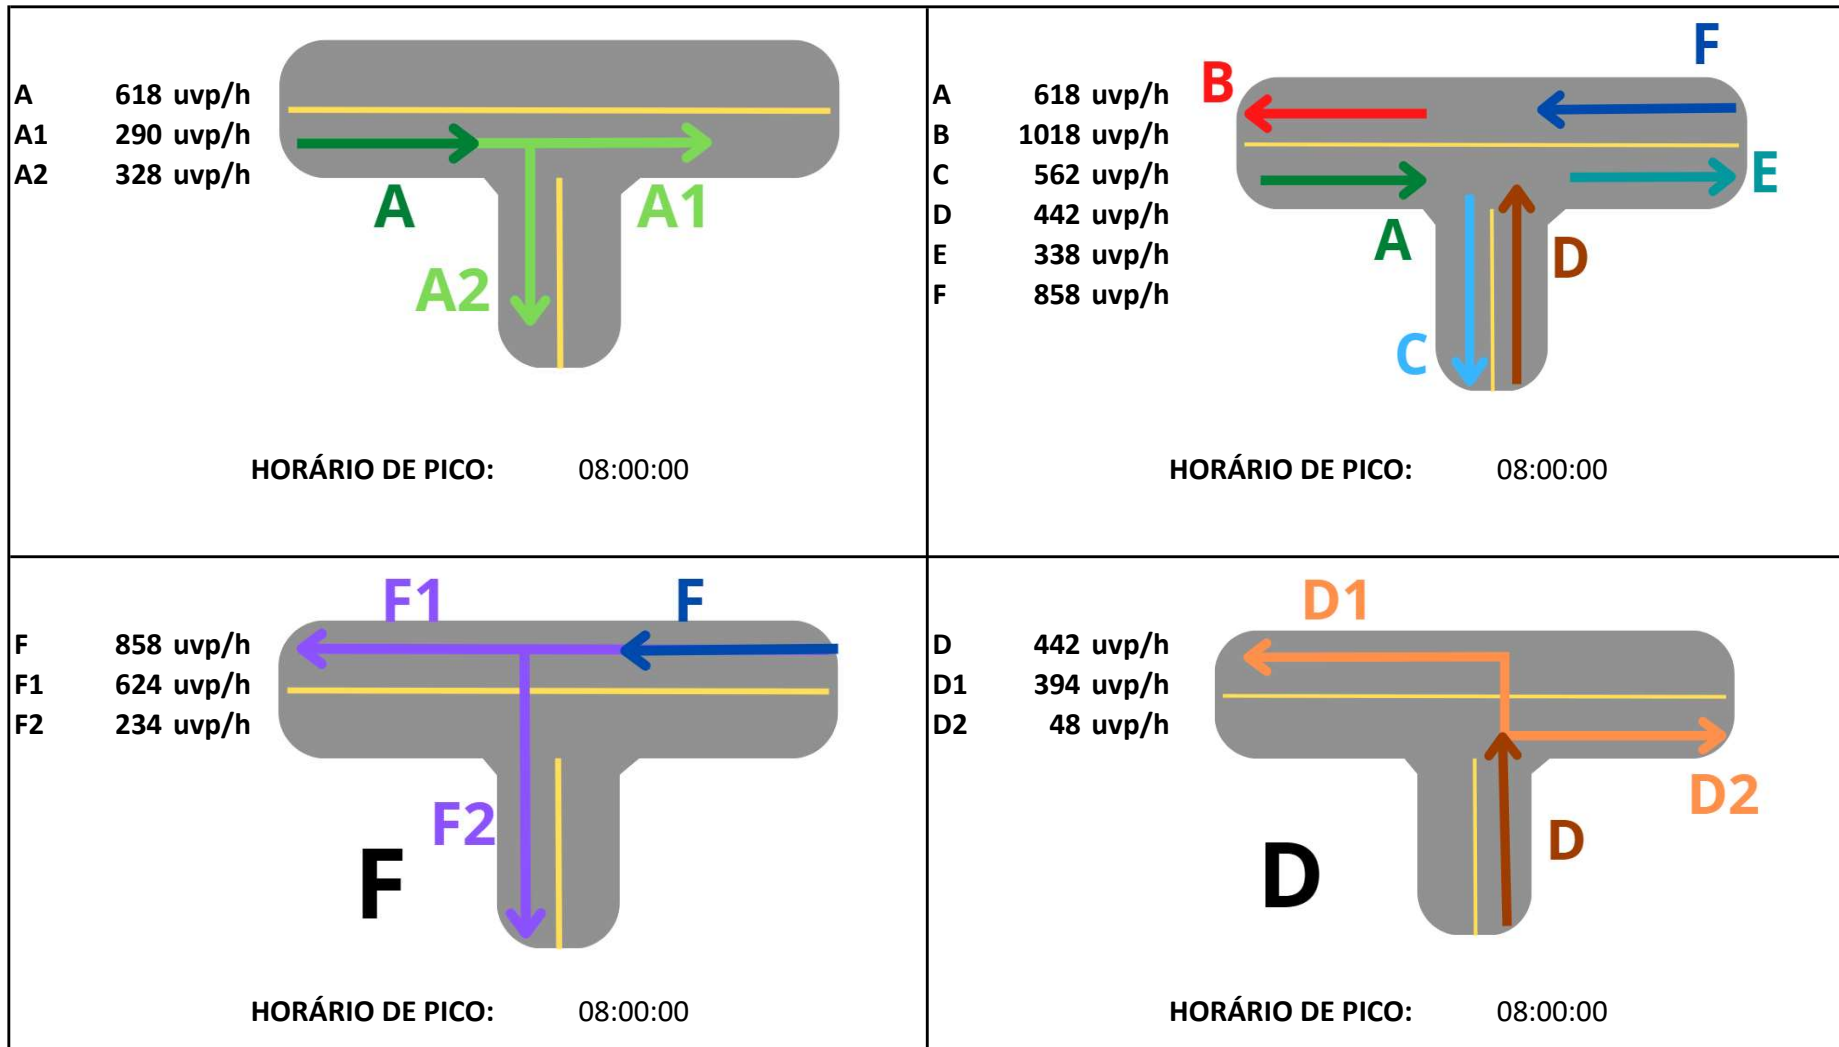 A 618 uvp/h
A1 290 uvp/h
A2 328 uvp/h
A
A1
A2
HORÁRIO DE PICO: 08:00:00
A 618 uvp/h
B 1018 uvp/h
C 562 uvp/h
D 442 uvp/h
E 338 uvp/h
F 858 uvp/h
F
B
E
A
D
C
HORÁRIO DE PICO: 08:00:00
F 858 uvp/h
F1 624 uvp/h
F2 234 uvp/h
F1 F
F2
F
HORÁRIO DE PICO: 08:00:00
D 442 uvp/h
D1 394 uvp/h
D2 48 uvp/h
D1
D2
D
D
HORÁRIO DE PICO: 08:00:00